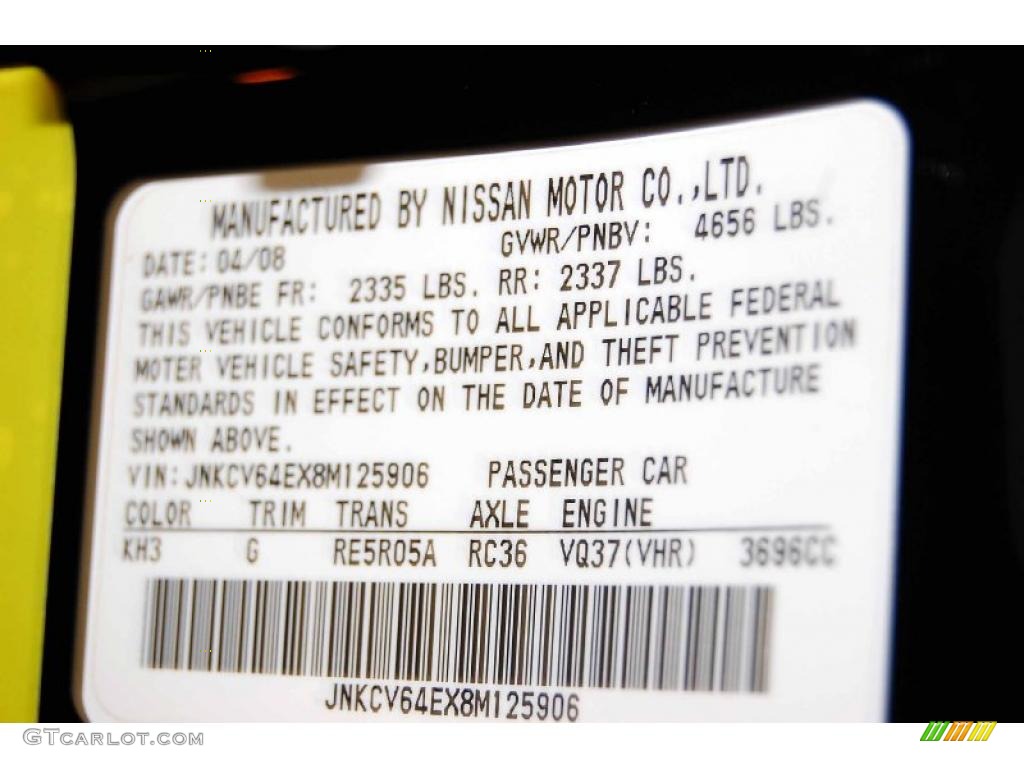 MANUFACTURED BY NISSAN MOTOR CO.,LTD.
DATE: 04/08 GVWR/PNBV: 4656 LBS.
GAWR/PNBE FR: 2335 LBS. RR: 2337 LBS.
THIS VEHICLE CONFORMS TO ALL APPLICABLE FEDERAL
MOTER VEHICLE SAFETY,BUMPER,AND THEFT PREVENTION
STANDARDS IN EFFECT ON THE DATE OF MANUFACTURE
SHOWN ABOVE.
VIN:JNKCV64EX8M125906 PASSENGER CAR
COLOR TRIM TRANS AXLE ENGINE
KH3 G RE5R05A RC36 VQ37(VHR) 3696CC
JNKCV64EX8M125906
GTCARLOT.COM